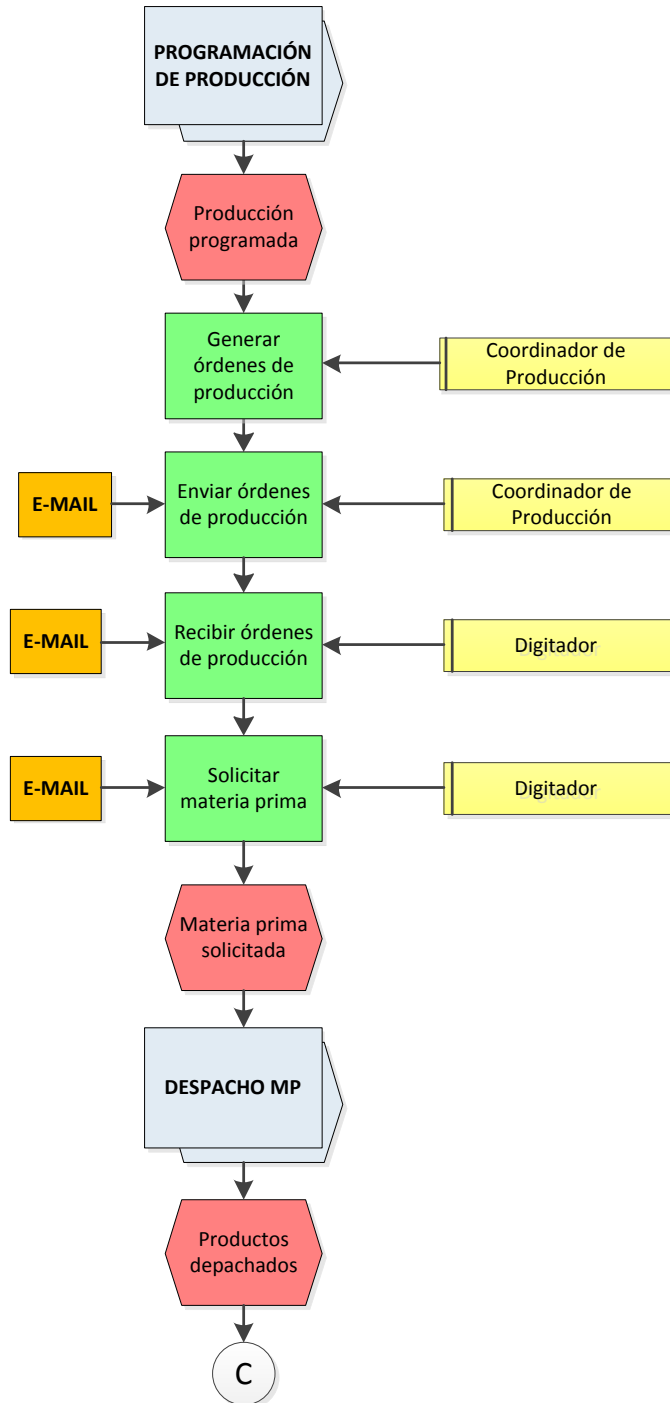 PROGRAMACIÓN
DE PRODUCCIÓN
Producción
programada
Generar
órdenes de
producción
Coordinador de
Producción
E-MAIL
Enviar órdenes
de producción
Coordinador de
Producción
E-MAIL
Recibir órdenes
de producción
Digitador
E-MAIL
Solicitar
materia prima
Digitador
Materia prima
solicitada
DESPACHO MP
Productos
depachados
C